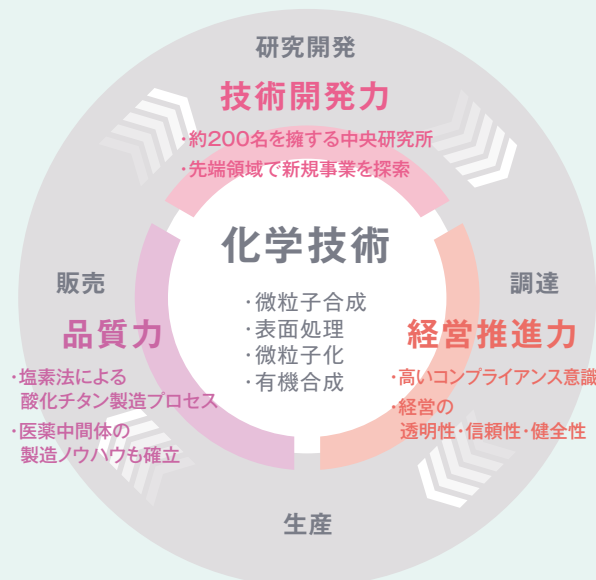 研究開発
技術開発力
・約200名を擁する中央研究所
・先端領域で新規事業を探索
化学技術
・微粒子合成
・表面処理
・微粒子化
・有機合成
販売
品質力
・塩素法による
酸化チタン製造プロセス
・医薬中間体の
製造ノウハウも確立
調達
経営推進力
・高いコンプライアンス意識
・経営の
透明性・信頼性・健全性
生産